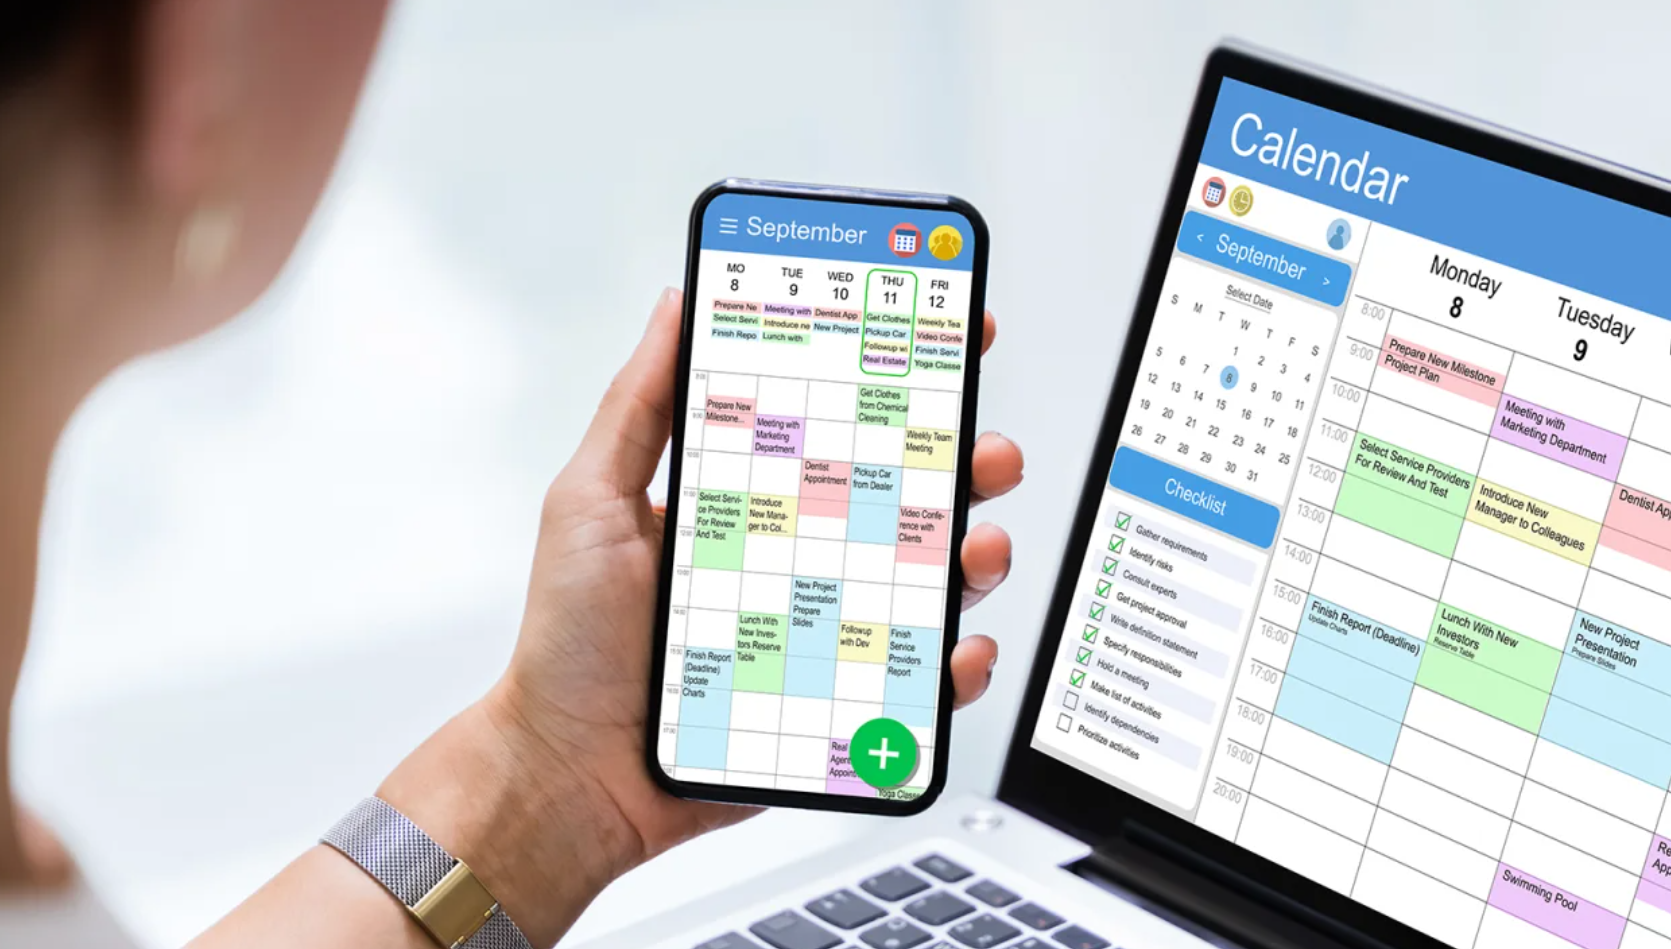 September
MO
8
TUE
9
WED
10
THU
11
FRI
12
Prepare Ne
Select Servi
Finish Repo
Meeting with
Introduce ne
Lunch with
Dentist App
New Project
Get Clothes
Pickup Car
Followup wi
Real Estate
Weekly Tea
Video Confe
Finish Servi
Yoga Classe
Prepare New
Milestone...
Select Servi-
ce Providers
For Review
And Test
Finish Report
(Deadline)
Update
Charts
Meeting with
Marketing
Department
Introduce
New Mana-
ger to Col...
Lunch With
New Inves-
tors Reserve
Table
Dentist
Appointment
New Project
Presentation
Prepare
Slides
Get Clothes
from Chemical
Cleaning
Pickup Car
from Dealer
Followup
with Dev
Real
Agent
Appoint
Weekly Team
Meeting
Video Confe-
rence with
Clients
Finish
Service
Providers
Report
Yoga Classe
+
Calendar
< September >
Select Date
S M T W T F S
1 2 3 4
5 6 7 8 9 10 11
12 13 14 15 16 17 18
19 20 21 22 23 24 25
26 27 28 29 30 31
Checklist
Gather requirements
Identify risks
Consult experts
Get project approval
Write definition statement
Specify responsibilities
Hold a meeting
Make list of activities
Identify dependencies
Prioritize activities
Monday
8
Tuesday
9
8:00
9:00
10:00
11:00
12:00
13:00
14:00
15:00
16:00
17:00
18:00
19:00
20:00
Prepare New Milestone
Project Plan
Select Service Providers
For Review And Test
Finish Report (Deadline)
Update Charts
Meeting with
Marketing Department
Introduce New
Manager to Colleagues
Lunch With New
Investors
Reserve Table
Swimming Pool
Dentist Ap
New Project
Presentation
Prepare Slides
Re
App